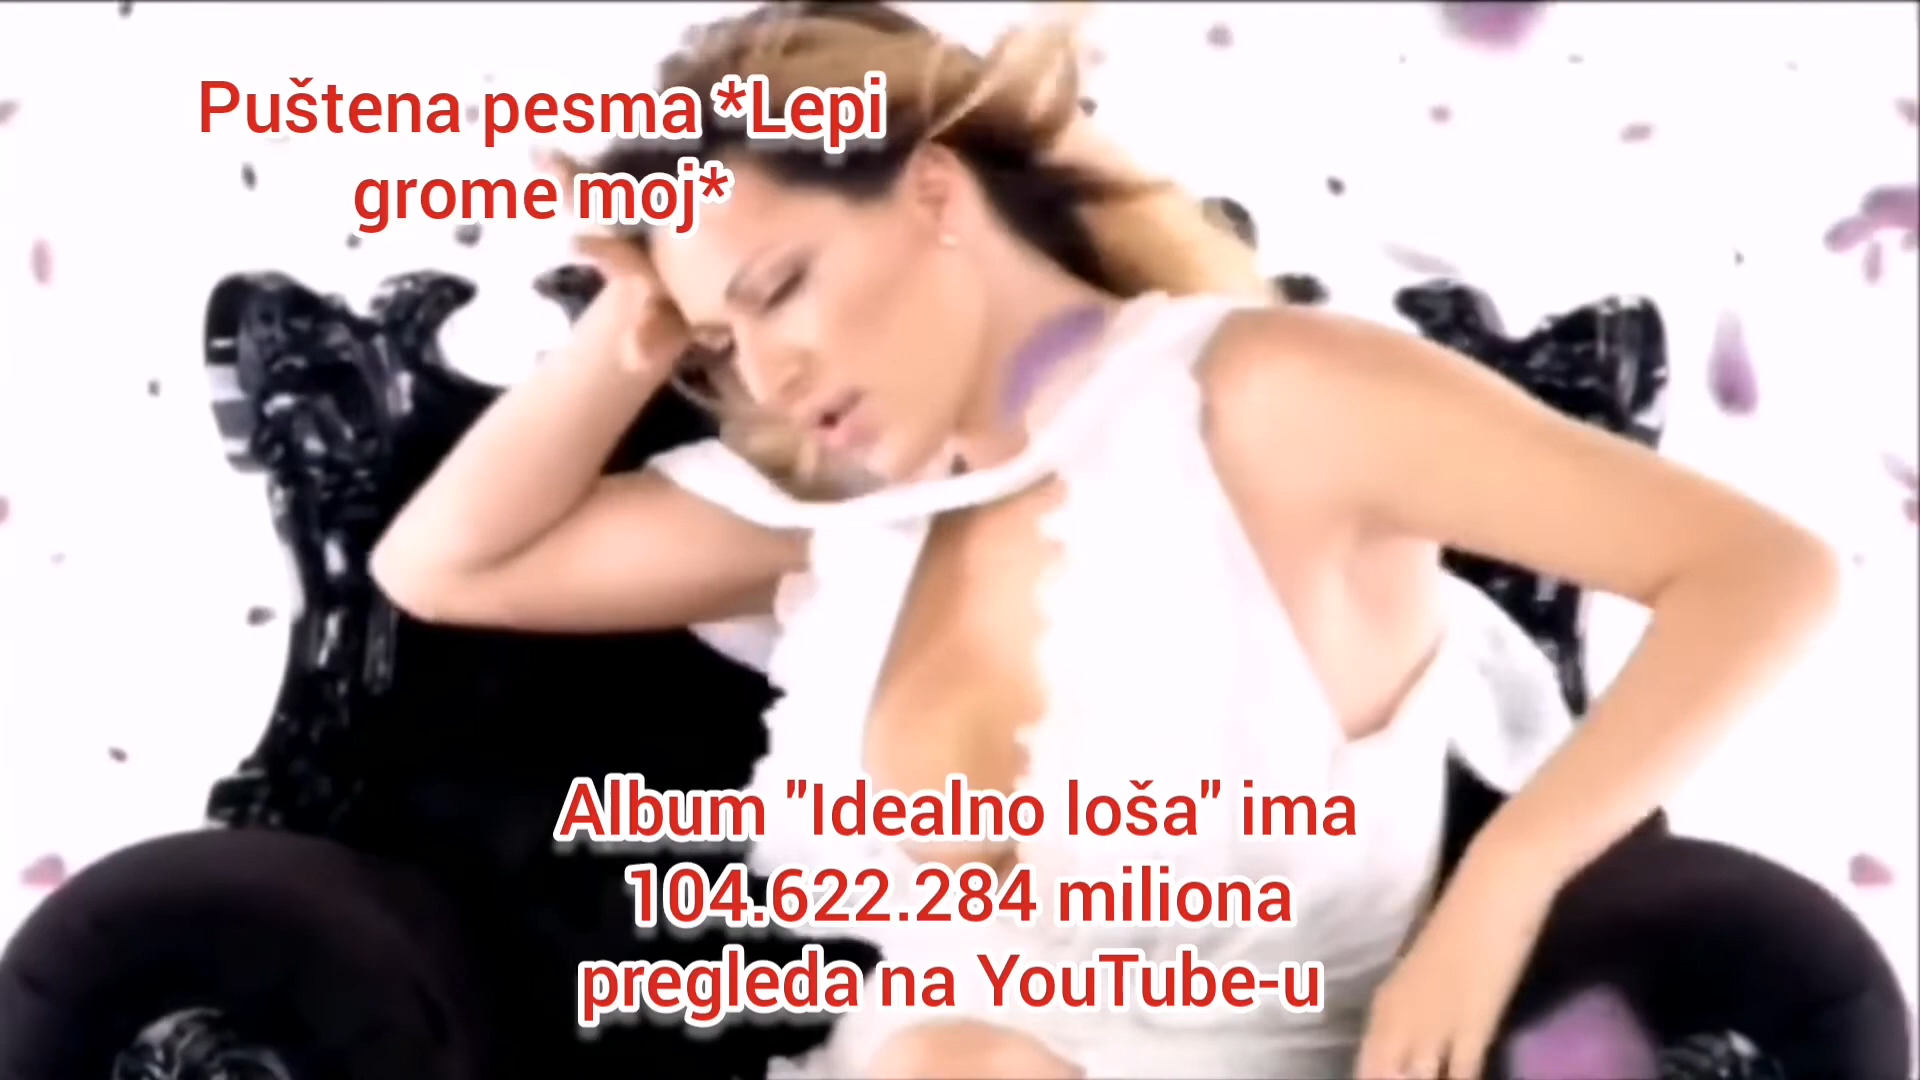 Puštena pesma *Lepi
grome moj*
Album "Idealno loša" ima
104.622.284 miliona
pregleda na YouTube-u